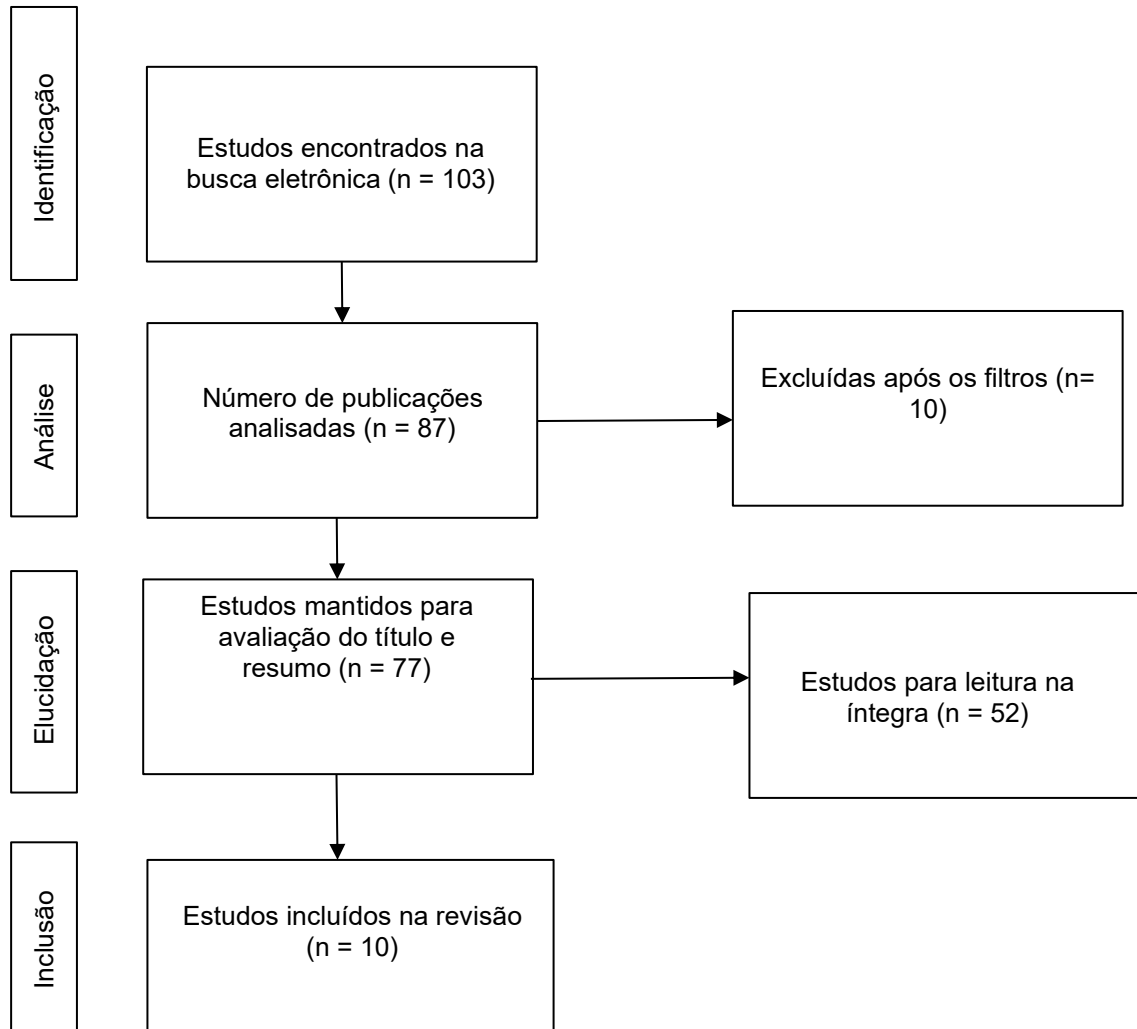 Identificação
Estudos encontrados na
busca eletrônica (n = 103)
Análise
Número de publicações
analisadas (n = 87)
Excluídas após os filtros (n=
10)
Elucidação
Estudos mantidos para
avaliação do título e
resumo (n = 77)
Estudos para leitura na
íntegra (n = 52)
Inclusão
Estudos incluídos na revisão
(n = 10)